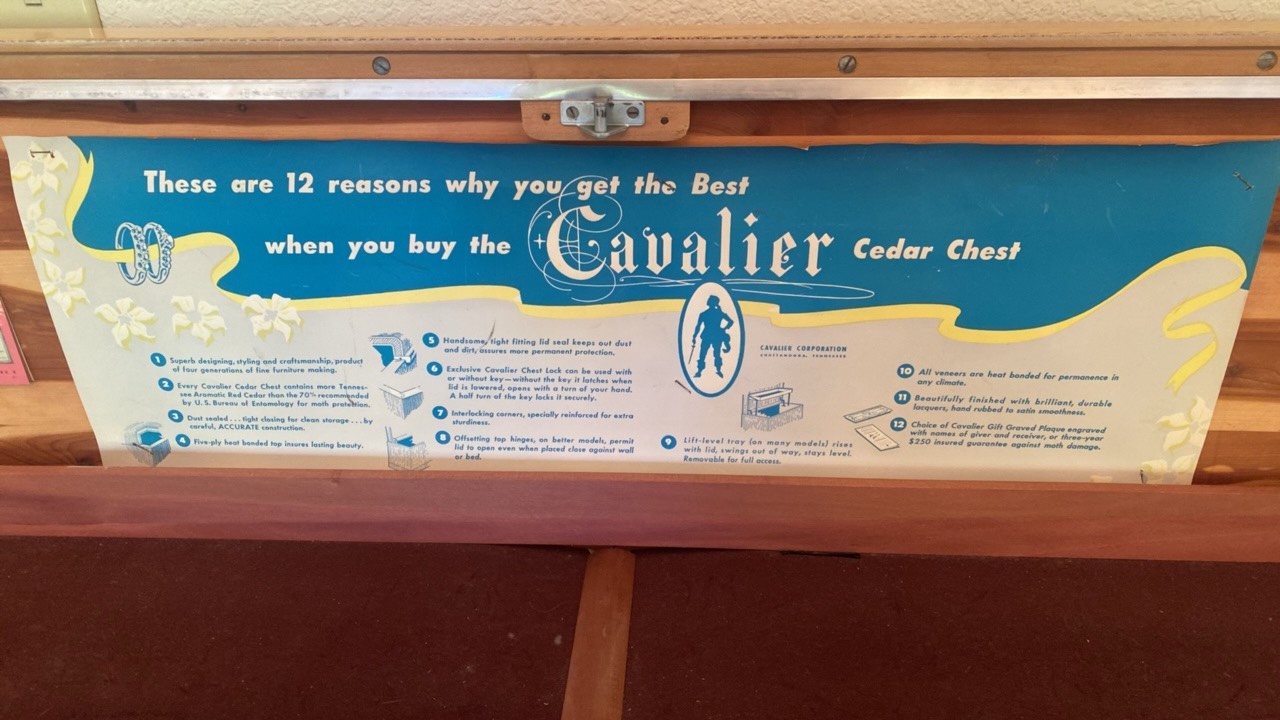 These are 12 reasons why you get the Best
when you buy the Cavalier Cedar Chest
CAVALIER CORPORATION
CHATTANOOGA, TENNESSEE
1 Superb designing, styling and craftsmanship, product
of four generations of fine furniture making.
2 Every Cavalier Cedar Chest contains more Tennes-
see Aromatic Red Cedar than the 70% recommended
by U. S. Bureau of Entomology for moth protection.
3 Dust sealed . . . tight closing for clean storage . . . by
careful, ACCURATE construction.
4 Five-ply heat bonded top insures lasting beauty.
5 Handsome, tight fitting lid seal keeps out dust
and dirt, assures more permanent protection.
6 Exclusive Cavalier Chest Lock can be used with
or without key—without the key it latches when
lid is lowered, opens with a turn of your hand.
A half turn of the key locks it securely.
7 Interlocking corners, specially reinforced for extra
sturdiness.
8 Offsetting top hinges, on better models, permit
lid to open even when placed close against wall
or bed.
9 Lift-level tray (on many models) rises
with lid, swings out of way, stays level.
Removable for full access.
10 All veneers are heat bonded for permanence in
any climate.
11 Beautifully finished with brilliant, durable
lacquers, hand rubbed to satin smoothness.
12 Choice of Cavalier Gift Graved Plaque engraved
with names of giver and receiver, or three-year
$250 insured guarantee against moth damage.